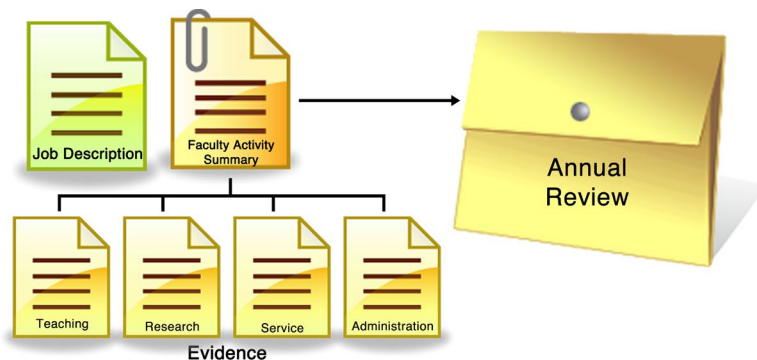 Job Description
Faculty Activity
Summary
Annual
Review
Teaching
Research
Service
Administration
Evidence